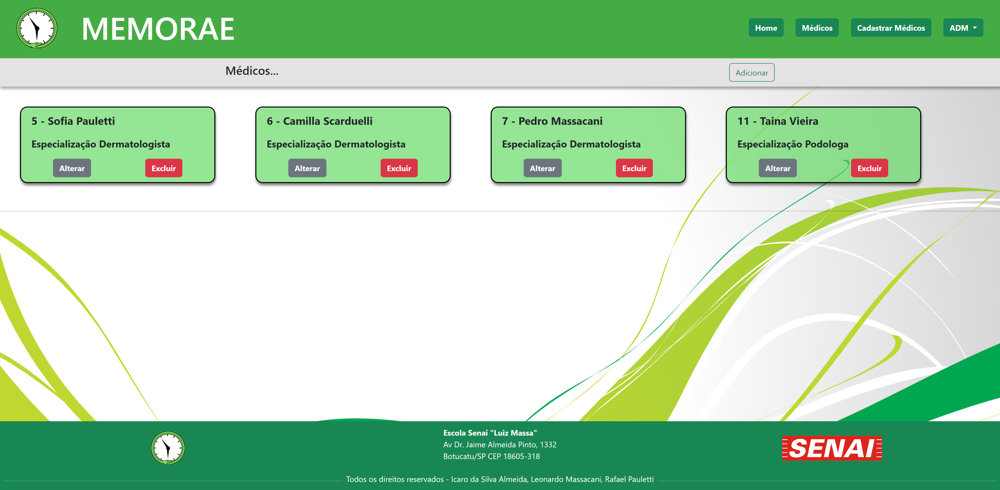 MEMORAE
Home
Médicos
Cadastrar Médicos
ADM
Médicos...
Adicionar
5 - Sofia Pauletti
Especialização Dermatologista
Alterar
Excluir
6 - Camilla Scarduelli
Especialização Dermatologista
Alterar
Excluir
7 - Pedro Massacani
Especialização Dermatologista
Alterar
Excluir
11 - Taina Vieira
Especialização Podologa
Alterar
Excluir
Escola Senai "Luiz Massa"
Av Dr. Jaime Almeida Pinto, 1332
Botucatu/SP CEP 18605-318
SENAI
Todos os direitos reservados - Icaro da Silva Almeida, Leonardo Massacani, Rafael Pauletti